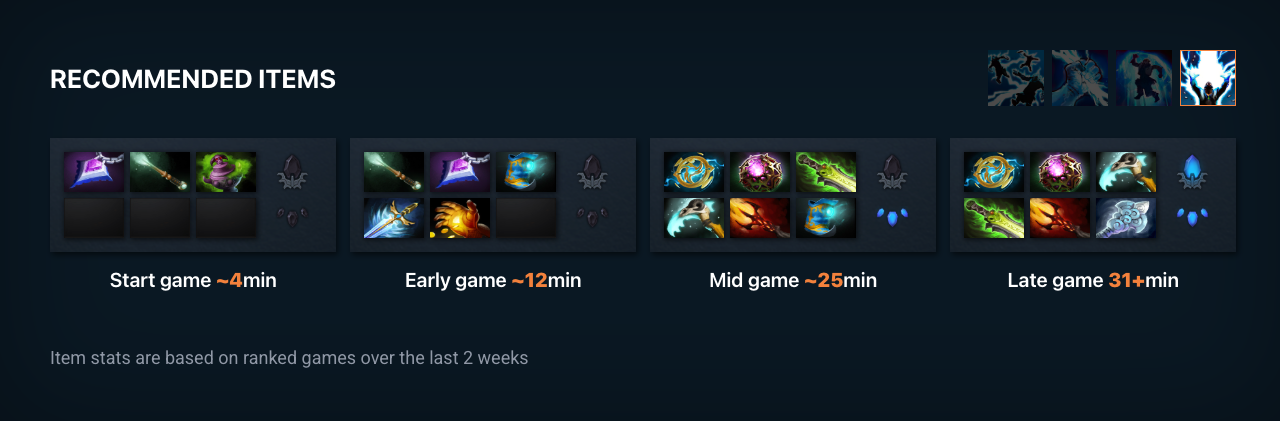 RECOMMENDED ITEMS
Start game ~4min
Early game ~12min
Mid game ~25min
Late game 31+min
Item stats are based on ranked games over the last 2 weeks